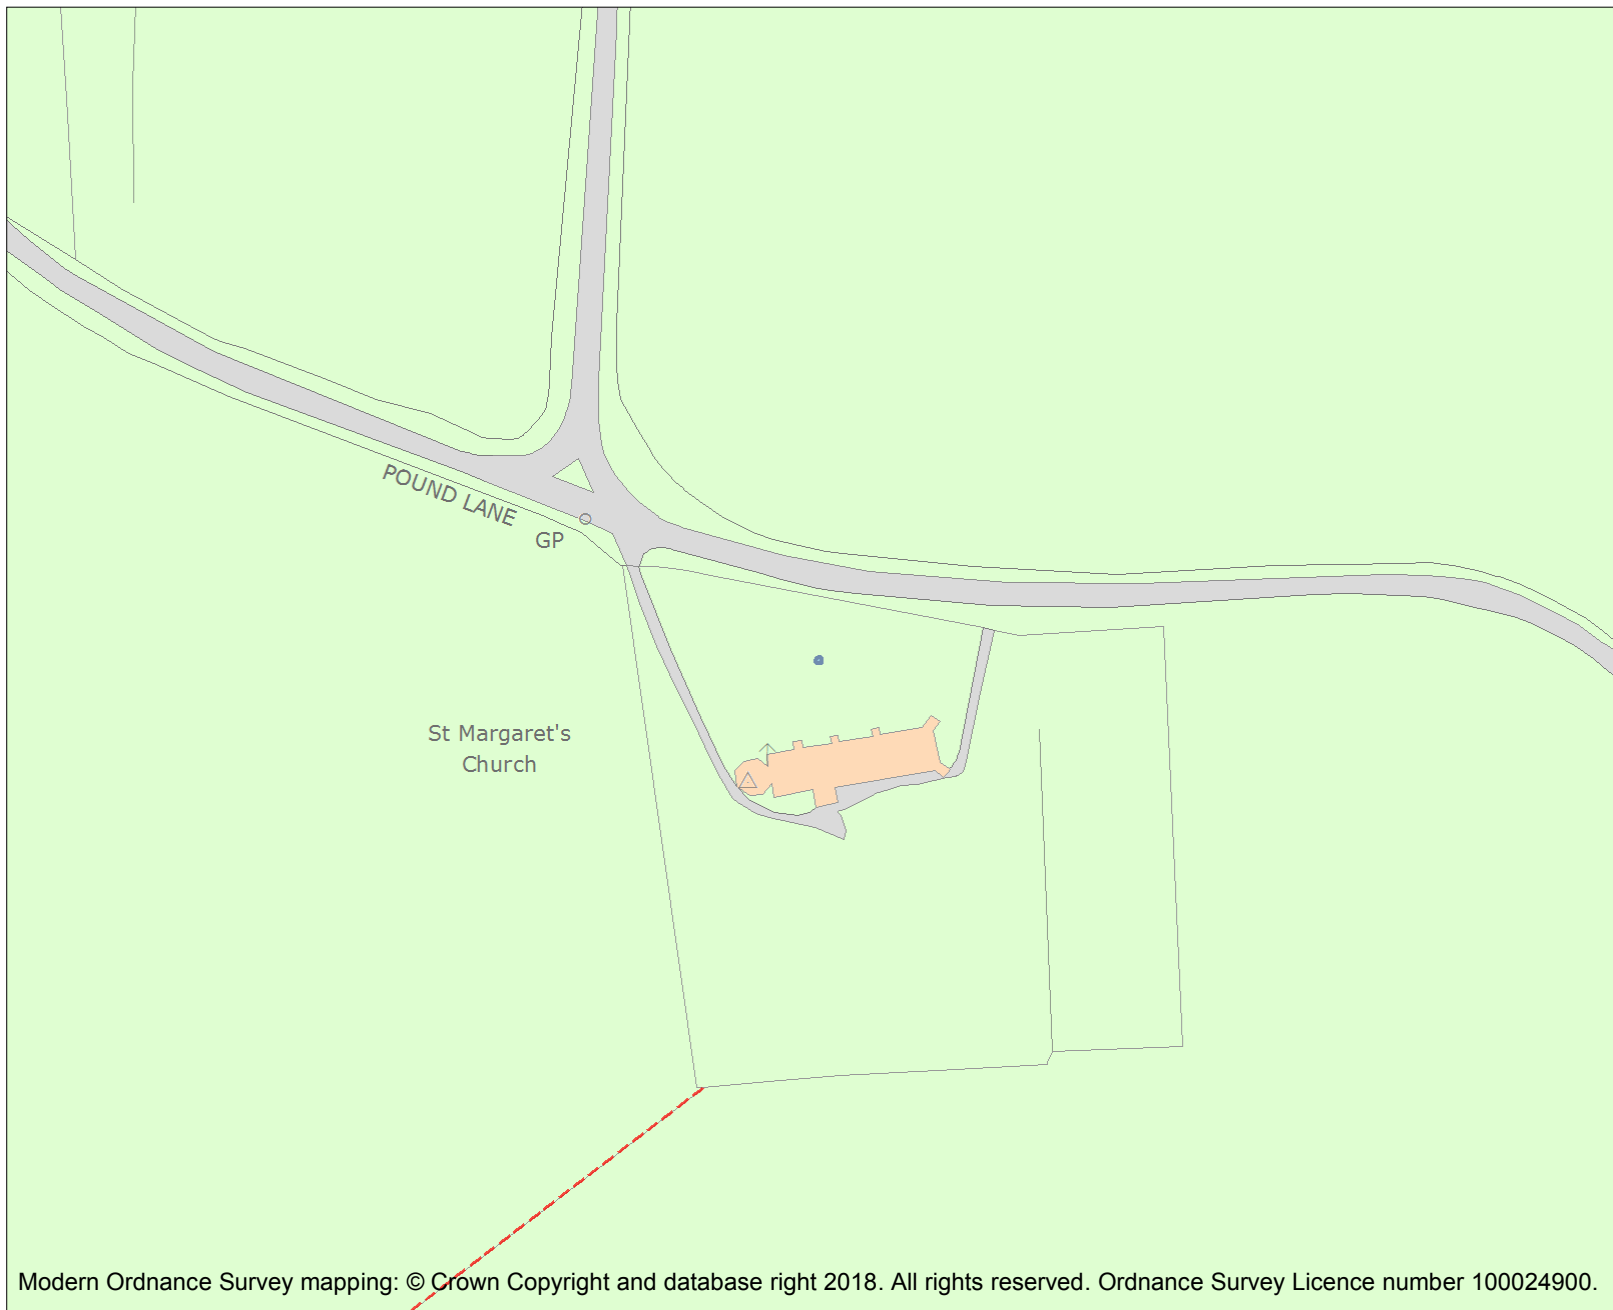 POUND LANE
GP
St Margaret's
Church
Modern Ordnance Survey mapping: © Crown Copyright and database right 2018. All rights reserved. Ordnance Survey Licence number 100024900.